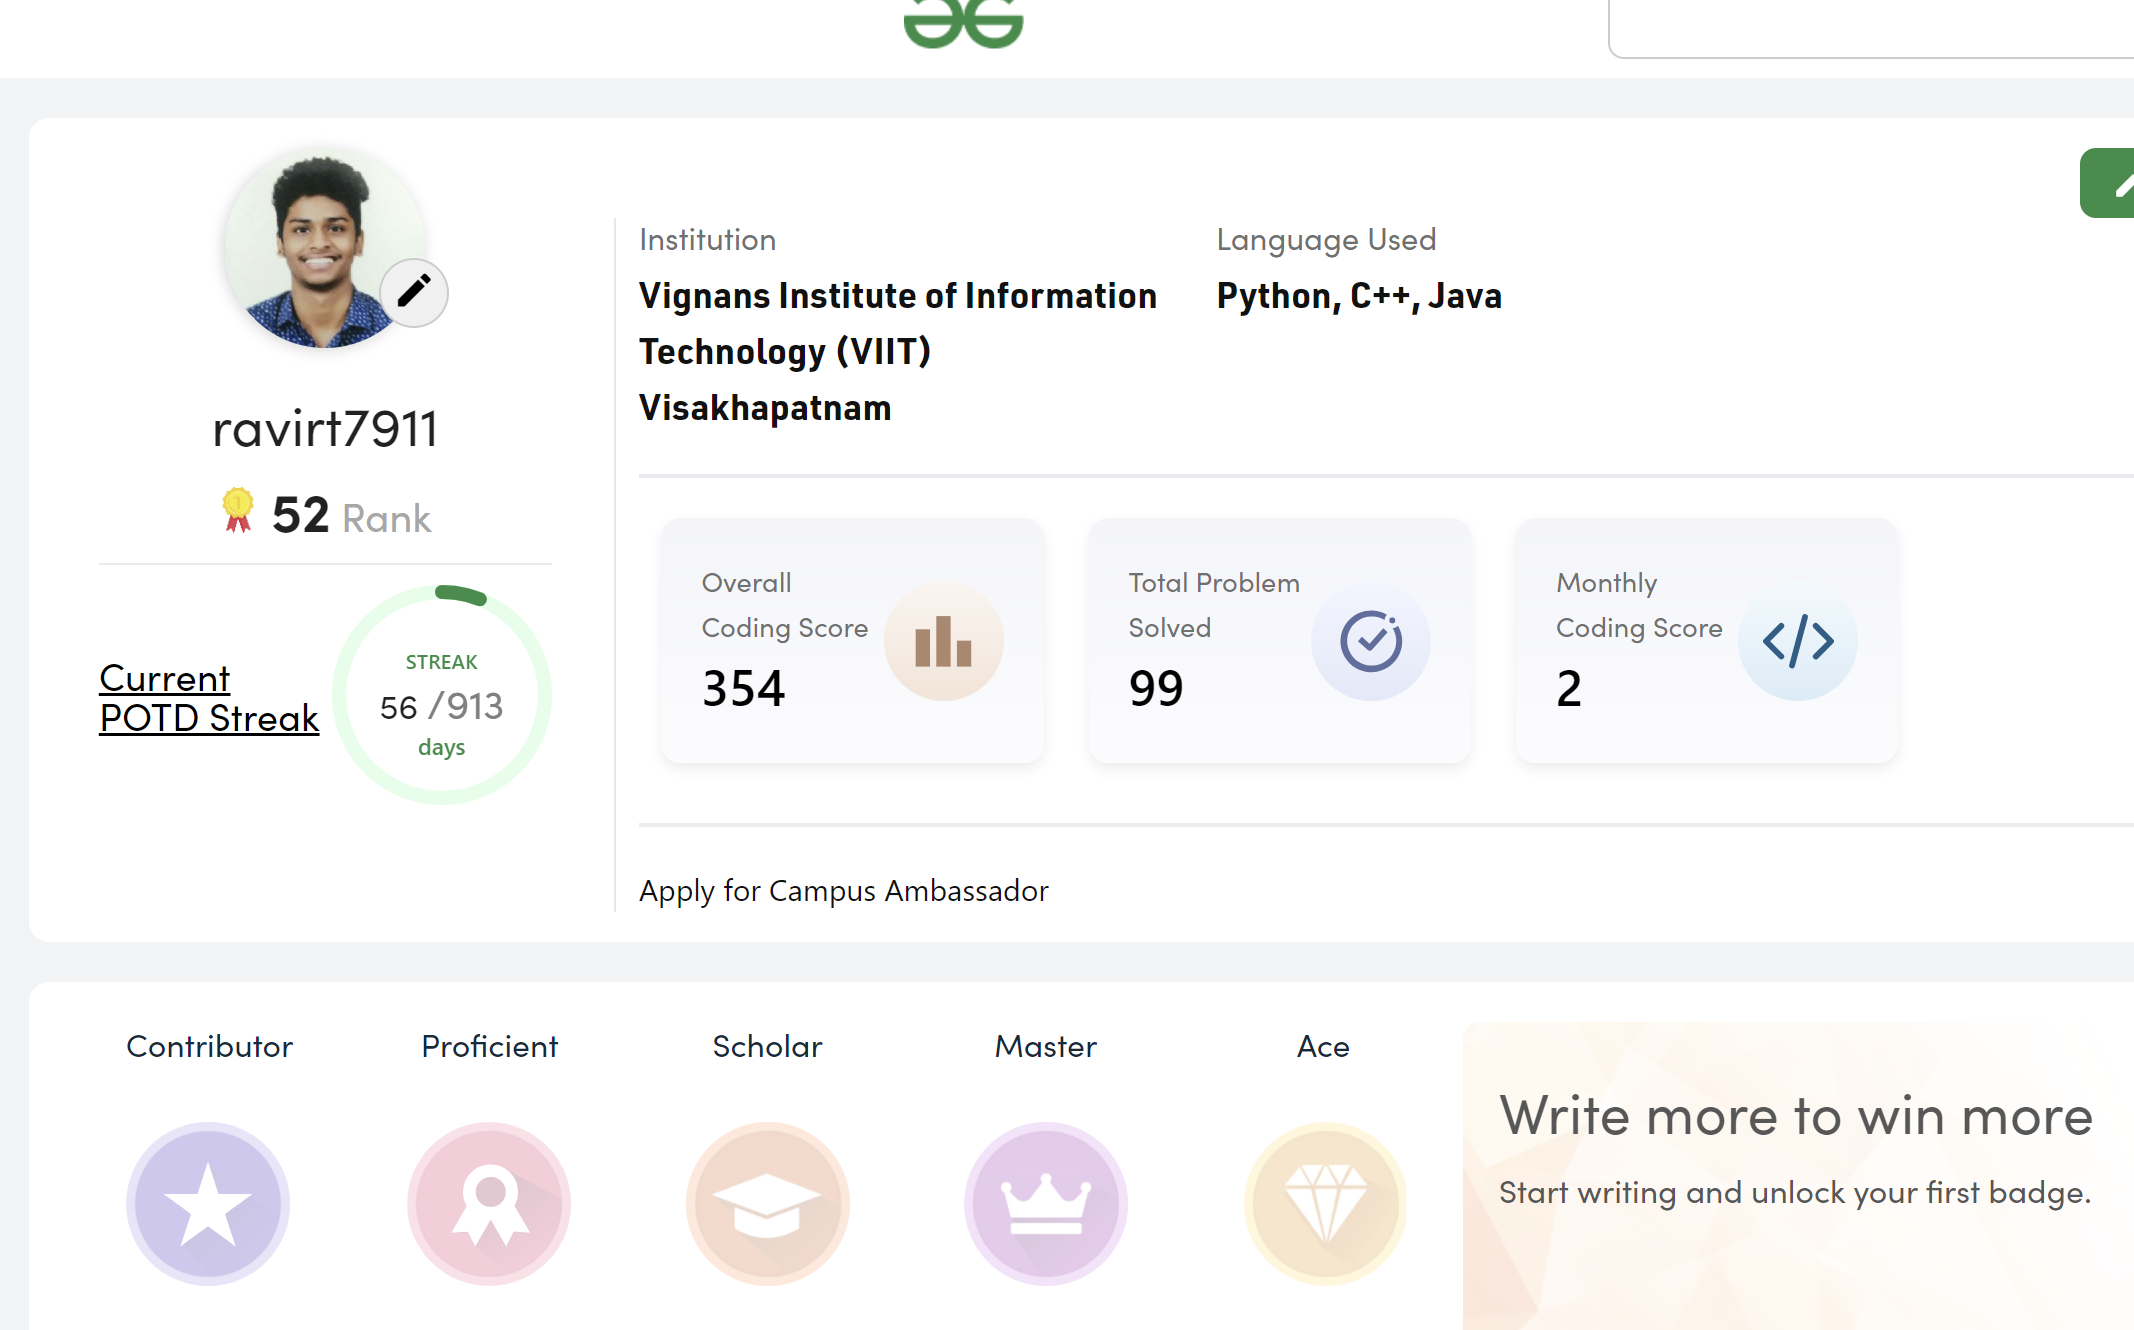 ravirt7911
52 Rank
Current
POTD Streak
STREAK
56 /913
days
Institution
Vignans Institute of Information
Technology (VIIT)
Visakhapatnam
Language Used
Python, C++, Java
Overall
Coding Score
354
Total Problem
Solved
99
Monthly
Coding Score
2
Apply for Campus Ambassador
Contributor
Proficient
Scholar
Master
Ace
Write more to win more
Start writing and unlock your first badge.